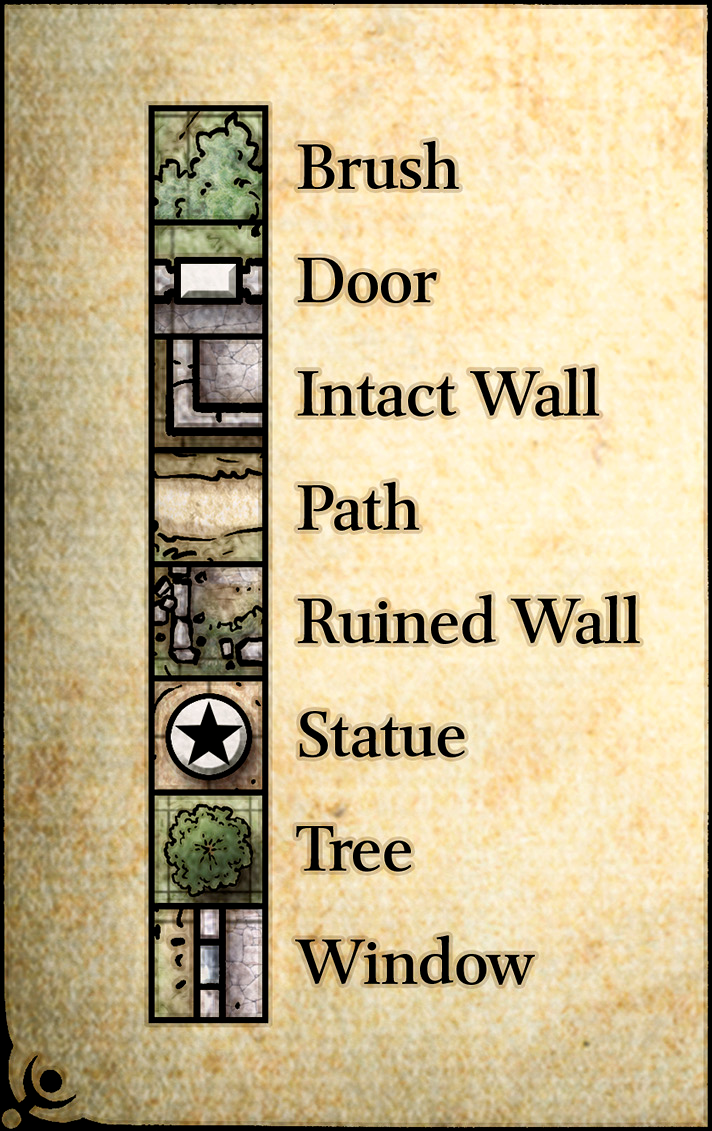 Brush
Door
Intact Wall
Path
Ruined Wall
Statue
Tree
Window